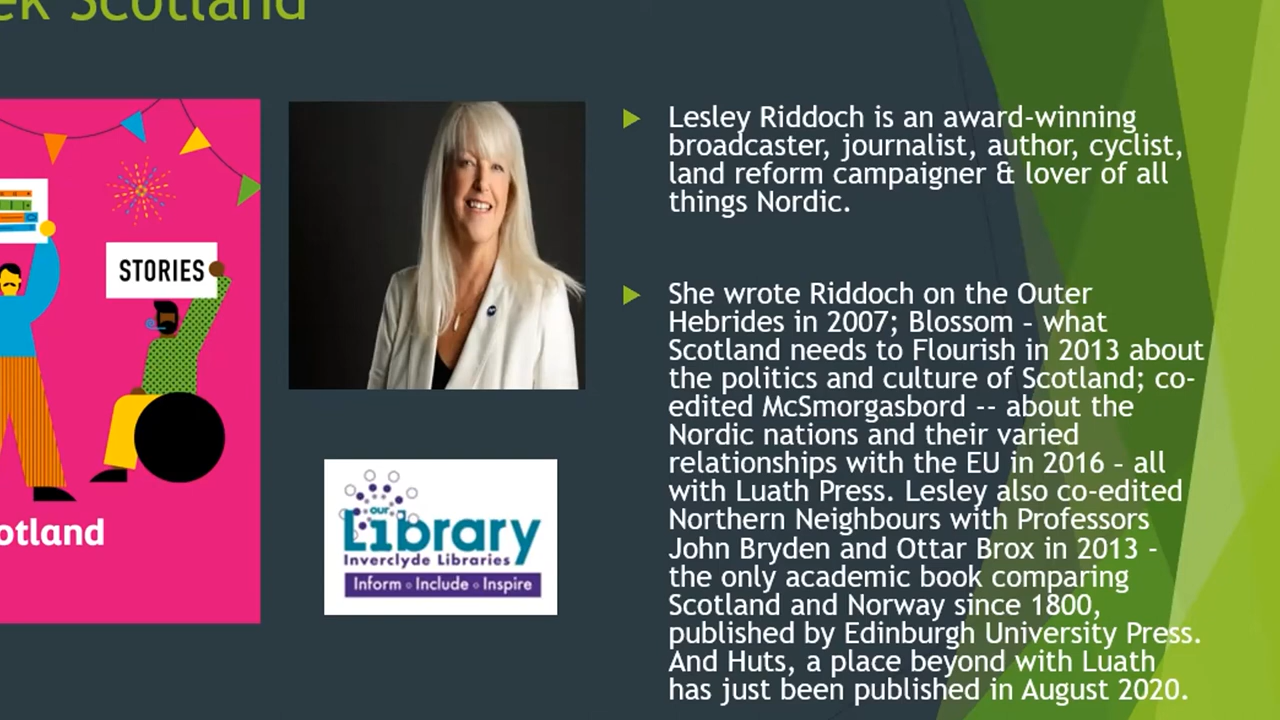 ek Scotland
STORIES
otland
our
Library
Inverclyde Libraries
Inform ◦ Include ◦ Inspire
Lesley Riddoch is an award-winning
broadcaster, journalist, author, cyclist,
land reform campaigner & lover of all
things Nordic.
She wrote Riddoch on the Outer
Hebrides in 2007; Blossom – what
Scotland needs to Flourish in 2013 about
the politics and culture of Scotland; co-
edited McSmorgasbord -- about the
Nordic nations and their varied
relationships with the EU in 2016 – all
with Luath Press. Lesley also co-edited
Northern Neighbours with Professors
John Bryden and Ottar Brox in 2013 -
the only academic book comparing
Scotland and Norway since 1800,
published by Edinburgh University Press.
And Huts, a place beyond with Luath
has just been published in August 2020.